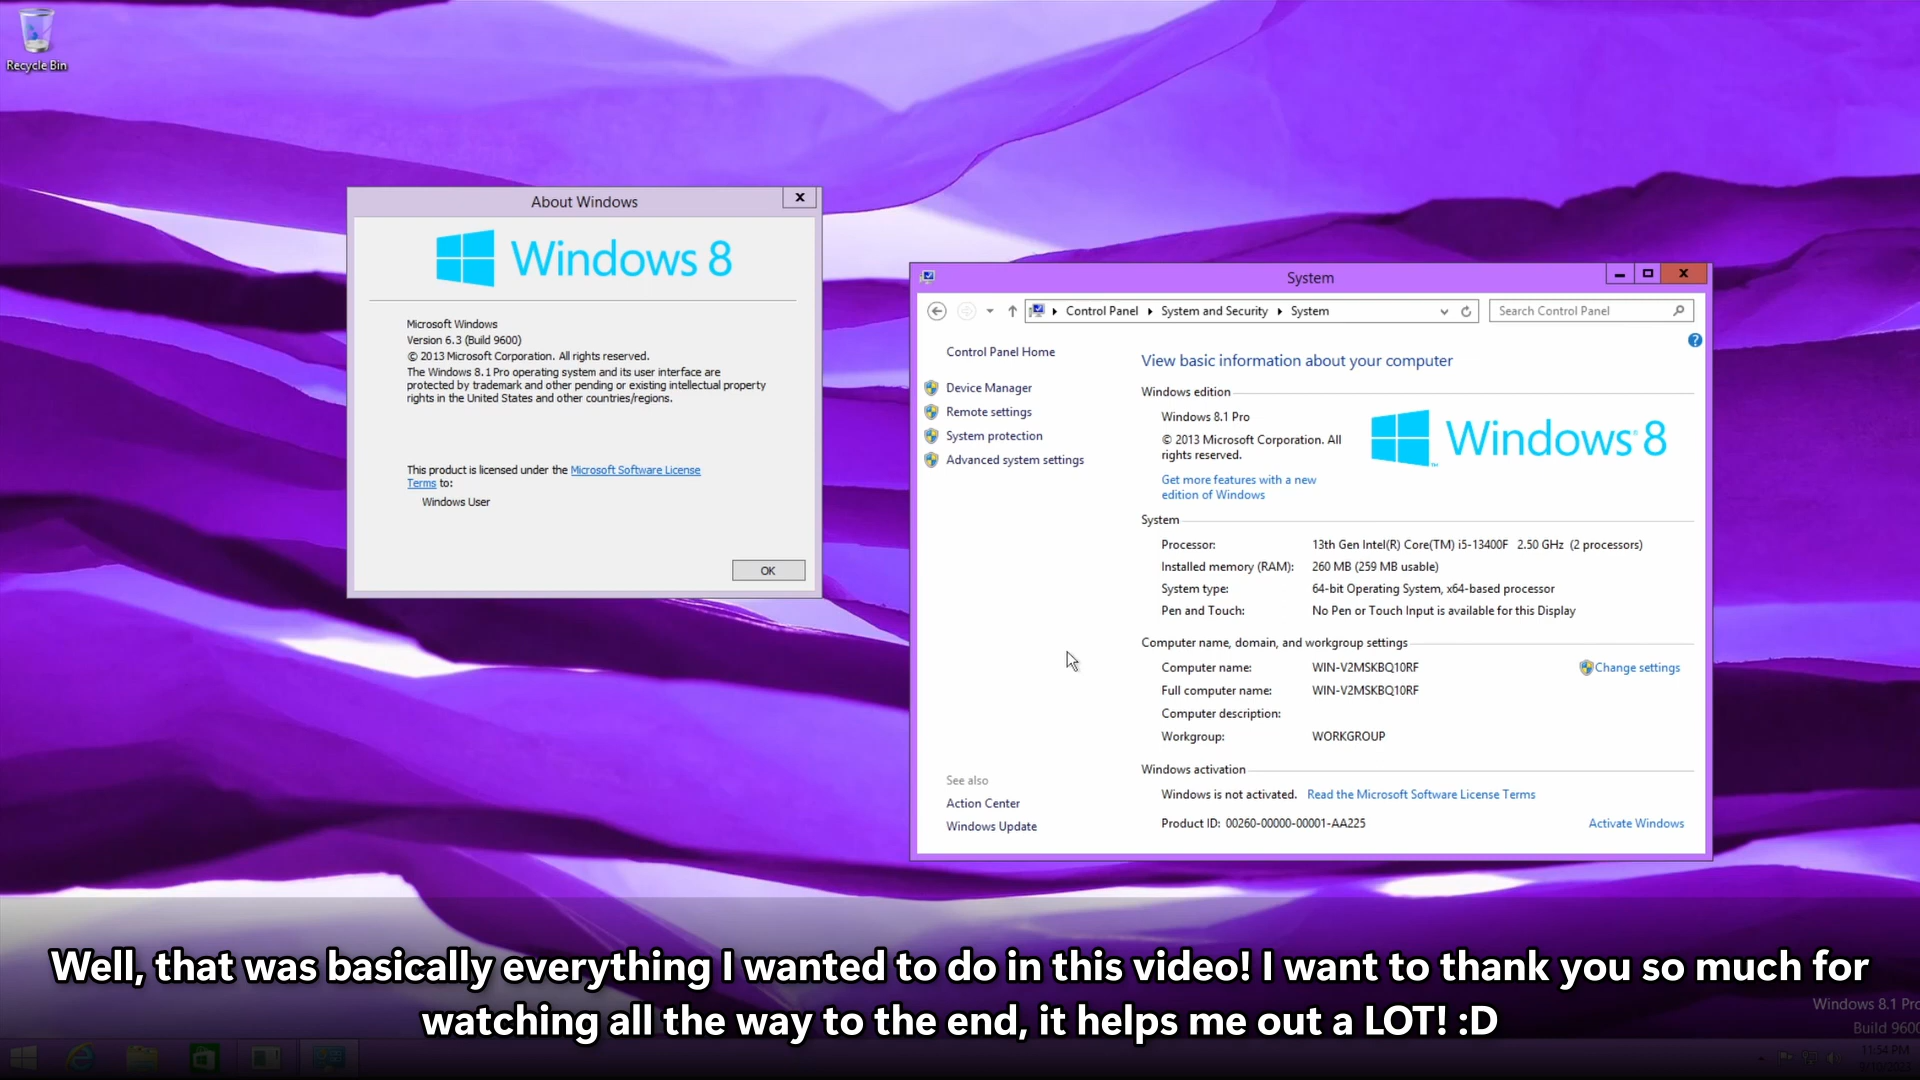 Recycle Bin
About Windows
Windows 8
Microsoft Windows
Version 6.3 (Build 9600)
© 2013 Microsoft Corporation. All rights reserved.
The Windows 8.1 Pro operating system and its user interface are
protected by trademark and other pending or existing intellectual property
rights in the United States and other countries/regions.
This product is licensed under the Microsoft Software License
Terms to:
Windows User
OK
System
Control Panel System and Security System
Search Control Panel
Control Panel Home
Device Manager
Remote settings
System protection
Advanced system settings
See also
Action Center
Windows Update
View basic information about your computer
Windows edition
Windows 8.1 Pro
© 2013 Microsoft Corporation. All
rights reserved.
Get more features with a new
edition of Windows
Windows 8
System
Processor: 13th Gen Intel(R) Core(TM) i5-13400F 2.50 GHz (2 processors)
Installed memory (RAM): 260 MB (259 MB usable)
System type: 64-bit Operating System, x64-based processor
Pen and Touch: No Pen or Touch Input is available for this Display
Computer name, domain, and workgroup settings
Computer name: WIN-V2MSKBQ10RF Change settings
Full computer name: WIN-V2MSKBQ10RF
Computer description:
Workgroup: WORKGROUP
Windows activation
Windows is not activated. Read the Microsoft Software License Terms
Product ID: 00260-00000-00001-AA225 Activate Windows
Well, that was basically everything I wanted to do in this video! I want to thank you so much for
watching all the way to the end, it helps me out a LOT! :D
Windows 8.1 Pro
Build 9600
11:54 PM